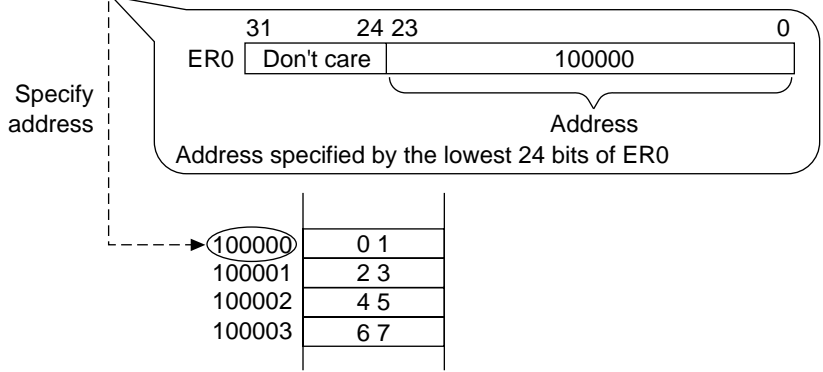 31 24 23 0
ER0 Don't care 100000
Specify
address
Address
Address specified by the lowest 24 bits of ER0
100000 0 1
100001 2 3
100002 4 5
100003 6 7